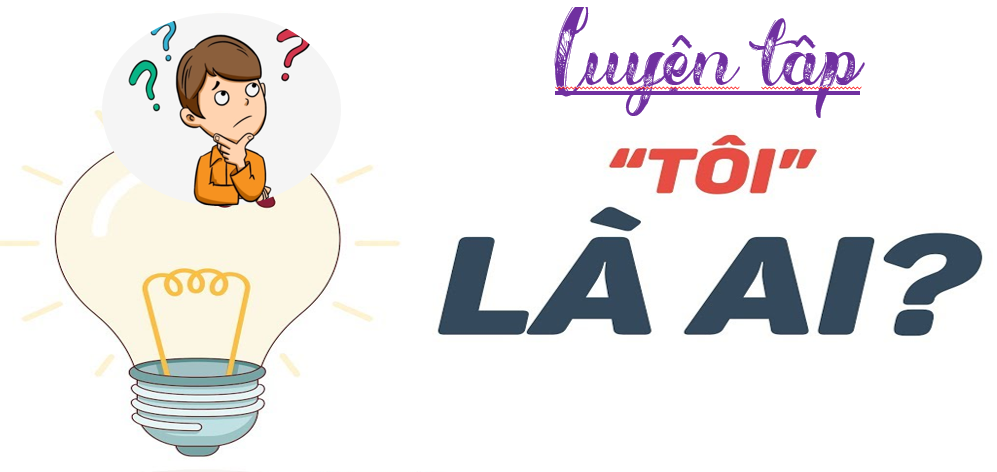 luyện tập
“TÔI”
LÀ AI?